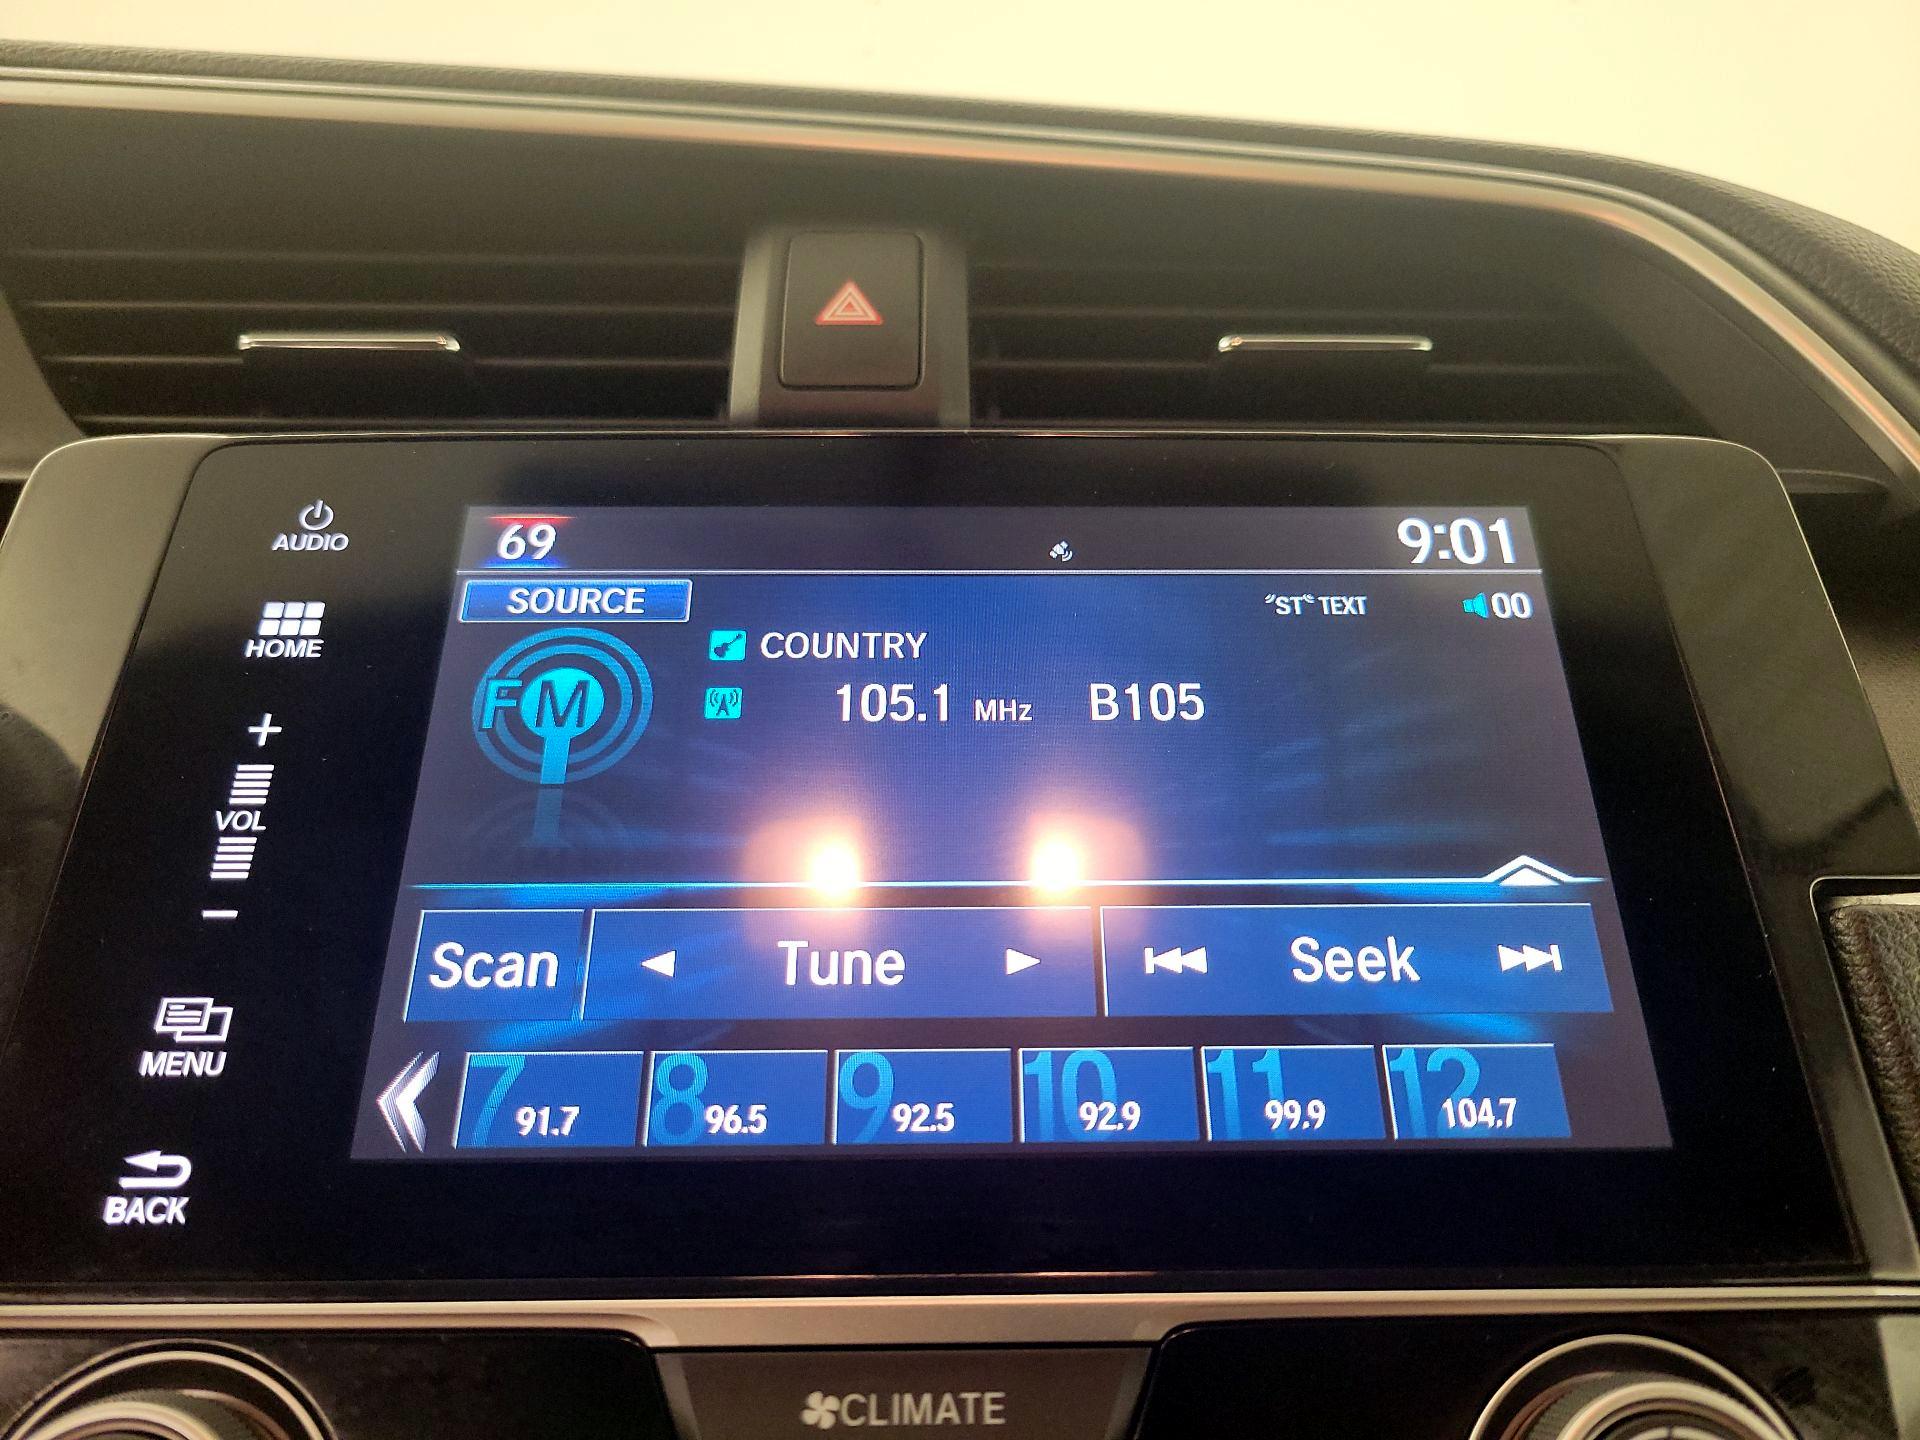 AUDIO
69
9:01
SOURCE
"ST" TEXT
00
HOME
FM
COUNTRY
105.1 MHz B105
+
VOL
−
Scan
Tune
Seek
MENU
7 91.7
8 96.5
9 92.5
10 92.9
11 99.9
12 104.7
BACK
CLIMATE